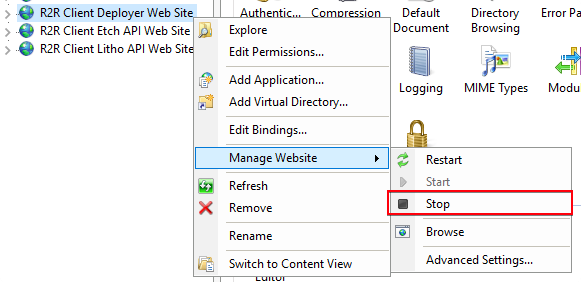 R2R Client Deployer Web Site
R2R Client Etch API Web Site
R2R Client Litho API Web Site
Authentic... Compression Default Document Directory Browsing Error Pa
Logging MIME Types Modu
Explore
Edit Permissions...
Add Application...
Add Virtual Directory...
Edit Bindings...
Manage Website
Refresh
Remove
Rename
Switch to Content View
Restart
Start
Stop
Browse
Advanced Settings...
Editor